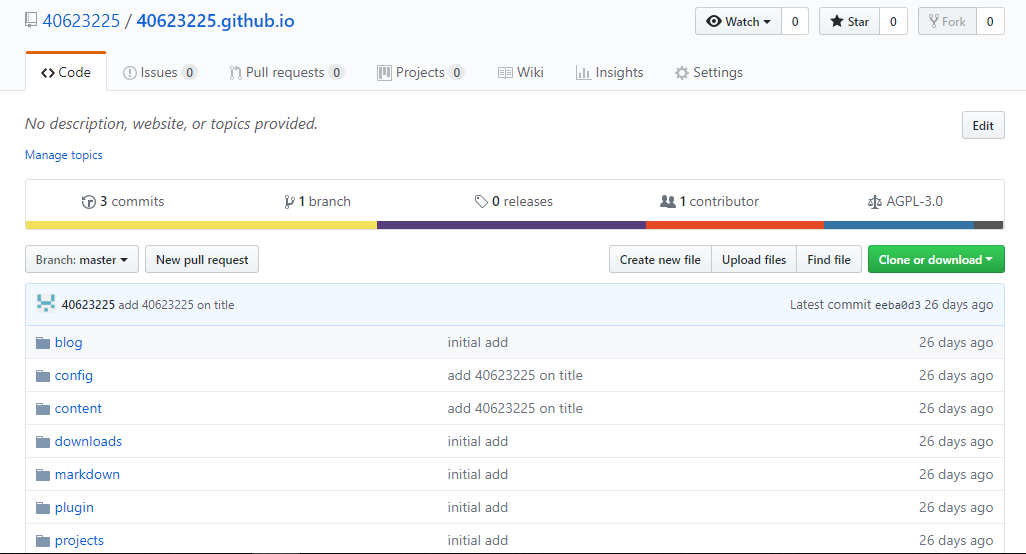 40623225 / 40623225.github.io Watch 0 Star 0 Fork 0
Code Issues 0 Pull requests 0 Projects 0 Wiki Insights Settings
No description, website, or topics provided. Edit
Manage topics
3 commits 1 branch 0 releases 1 contributor AGPL-3.0
Branch: master New pull request Create new file Upload files Find file Clone or download
40623225 add 40623225 on title Latest commit eeba0d3 26 days ago
blog initial add 26 days ago
config add 40623225 on title 26 days ago
content add 40623225 on title 26 days ago
downloads initial add 26 days ago
markdown initial add 26 days ago
plugin initial add 26 days ago
projects initial add 26 days ago